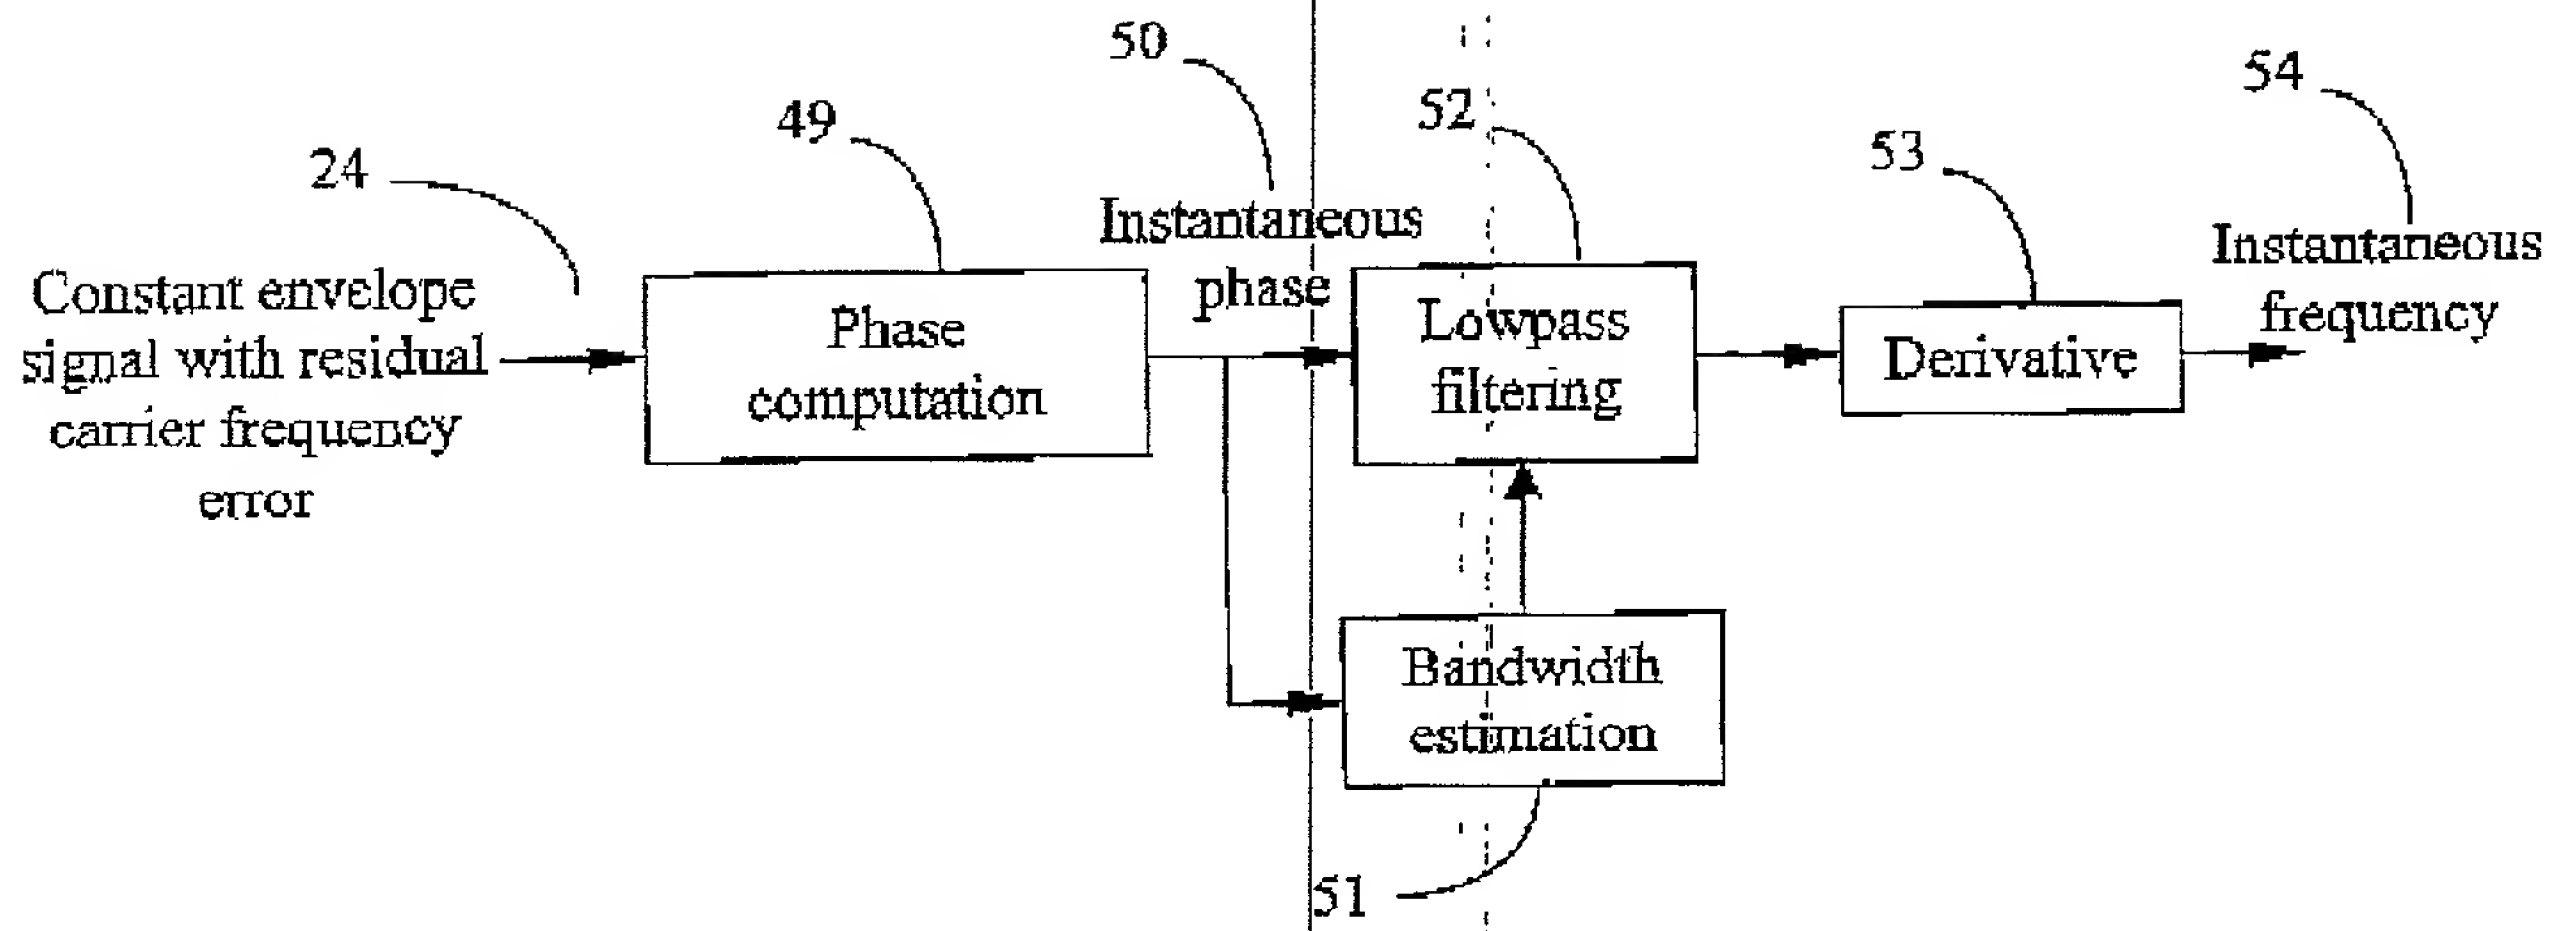 50
54
52
49
53
24
Instantaneous
phase
Instantaneous
frequency
Constant envelope
signal with residual
carrier frequency
error
Phase
computation
Lowpass
filtering
Derivative
Bandwidth
estimation
51